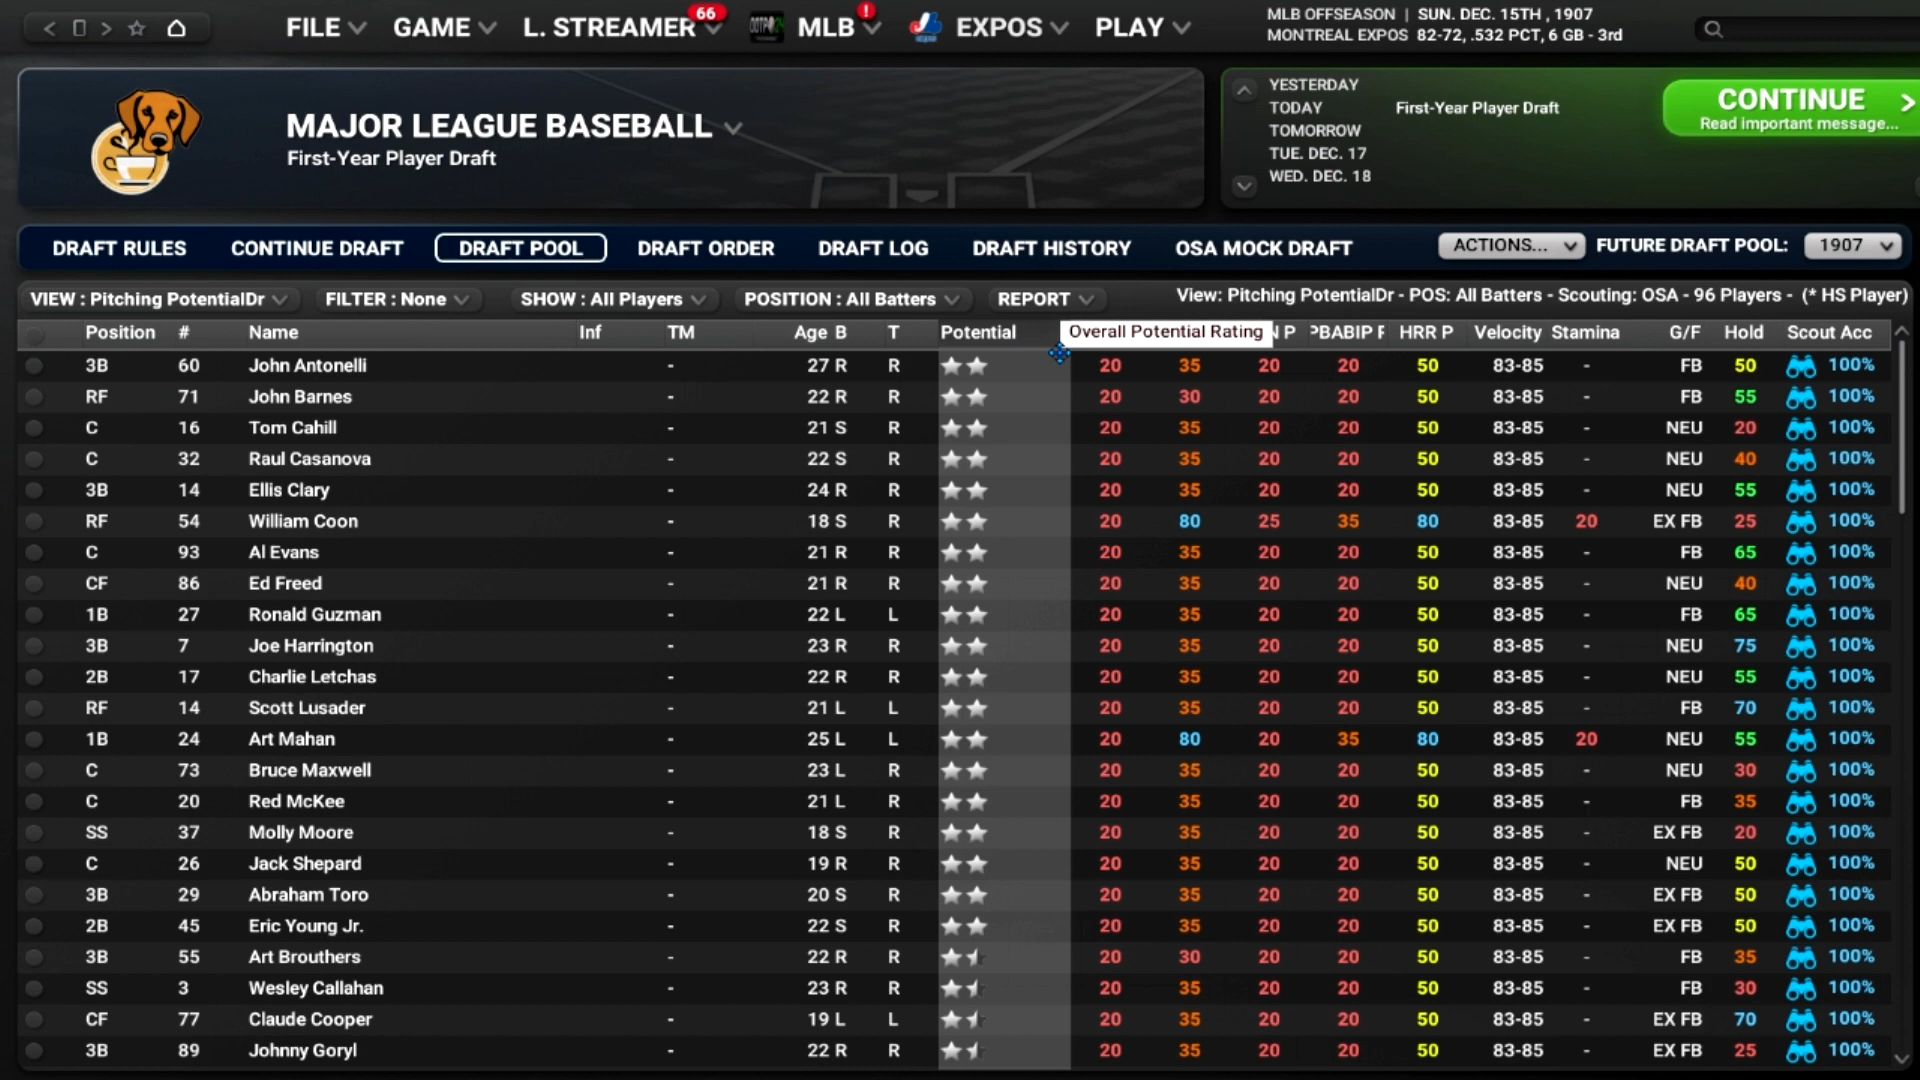 FILE GAME L. STREAMER 66 MLB ! EXPOS PLAY
MLB OFFSEASON | SUN. DEC. 15TH , 1907
MONTREAL EXPOS 82-72, .532 PCT, 6 GB - 3rd
MAJOR LEAGUE BASEBALL
First-Year Player Draft
YESTERDAY
TODAY First-Year Player Draft
TOMORROW
TUE. DEC. 17
WED. DEC. 18
CONTINUE
Read important message...
DRAFT RULES CONTINUE DRAFT DRAFT POOL DRAFT ORDER DRAFT LOG DRAFT HISTORY OSA MOCK DRAFT ACTIONS... FUTURE DRAFT POOL: 1907
VIEW : Pitching PotentialDr FILTER : None SHOW : All Players POSITION : All Batters REPORT View: Pitching PotentialDr - POS: All Batters - Scouting: OSA - 96 Players - (* HS Player)
Position # Name Inf TM Age B T Potential Overall Potential Rating N P PBABIP F HRR P Velocity Stamina G/F Hold Scout Acc
3B 60 John Antonelli - 27 R R 20 35 20 20 50 83-85 - FB 50 100%
RF 71 John Barnes - 22 R R 20 30 20 20 50 83-85 - FB 55 100%
C 16 Tom Cahill - 21 S R 20 35 20 20 50 83-85 - NEU 20 100%
C 32 Raul Casanova - 22 S R 20 35 20 20 50 83-85 - NEU 40 100%
3B 14 Ellis Clary - 24 R R 20 35 20 20 50 83-85 - NEU 55 100%
RF 54 William Coon - 18 S R 20 80 25 35 80 83-85 20 EX FB 25 100%
C 93 Al Evans - 21 R R 20 35 20 20 50 83-85 - FB 65 100%
CF 86 Ed Freed - 21 R R 20 35 20 20 50 83-85 - NEU 40 100%
1B 27 Ronald Guzman - 22 L L 20 35 20 20 50 83-85 - FB 65 100%
3B 7 Joe Harrington - 23 R R 20 35 20 20 50 83-85 - NEU 75 100%
2B 17 Charlie Letchas - 22 R R 20 35 20 20 50 83-85 - NEU 55 100%
RF 14 Scott Lusader - 21 L L 20 35 20 20 50 83-85 - FB 70 100%
1B 24 Art Mahan - 25 L L 20 80 20 35 80 83-85 20 NEU 55 100%
C 73 Bruce Maxwell - 23 L R 20 35 20 20 50 83-85 - NEU 30 100%
C 20 Red McKee - 21 L R 20 35 20 20 50 83-85 - FB 35 100%
SS 37 Molly Moore - 18 S R 20 35 20 20 50 83-85 - EX FB 20 100%
C 26 Jack Shepard - 19 R R 20 35 20 20 50 83-85 - NEU 50 100%
3B 29 Abraham Toro - 20 S R 20 35 20 20 50 83-85 - EX FB 50 100%
2B 45 Eric Young Jr. - 22 S R 20 35 20 20 50 83-85 - EX FB 50 100%
3B 55 Art Brouthers - 22 R R 20 30 20 20 50 83-85 - FB 35 100%
SS 3 Wesley Callahan - 23 R R 20 35 20 20 50 83-85 - FB 30 100%
CF 77 Claude Cooper - 19 L L 20 35 20 20 50 83-85 - EX FB 70 100%
3B 89 Johnny Goryl - 22 R R 20 35 20 20 50 83-85 - EX FB 25 100%